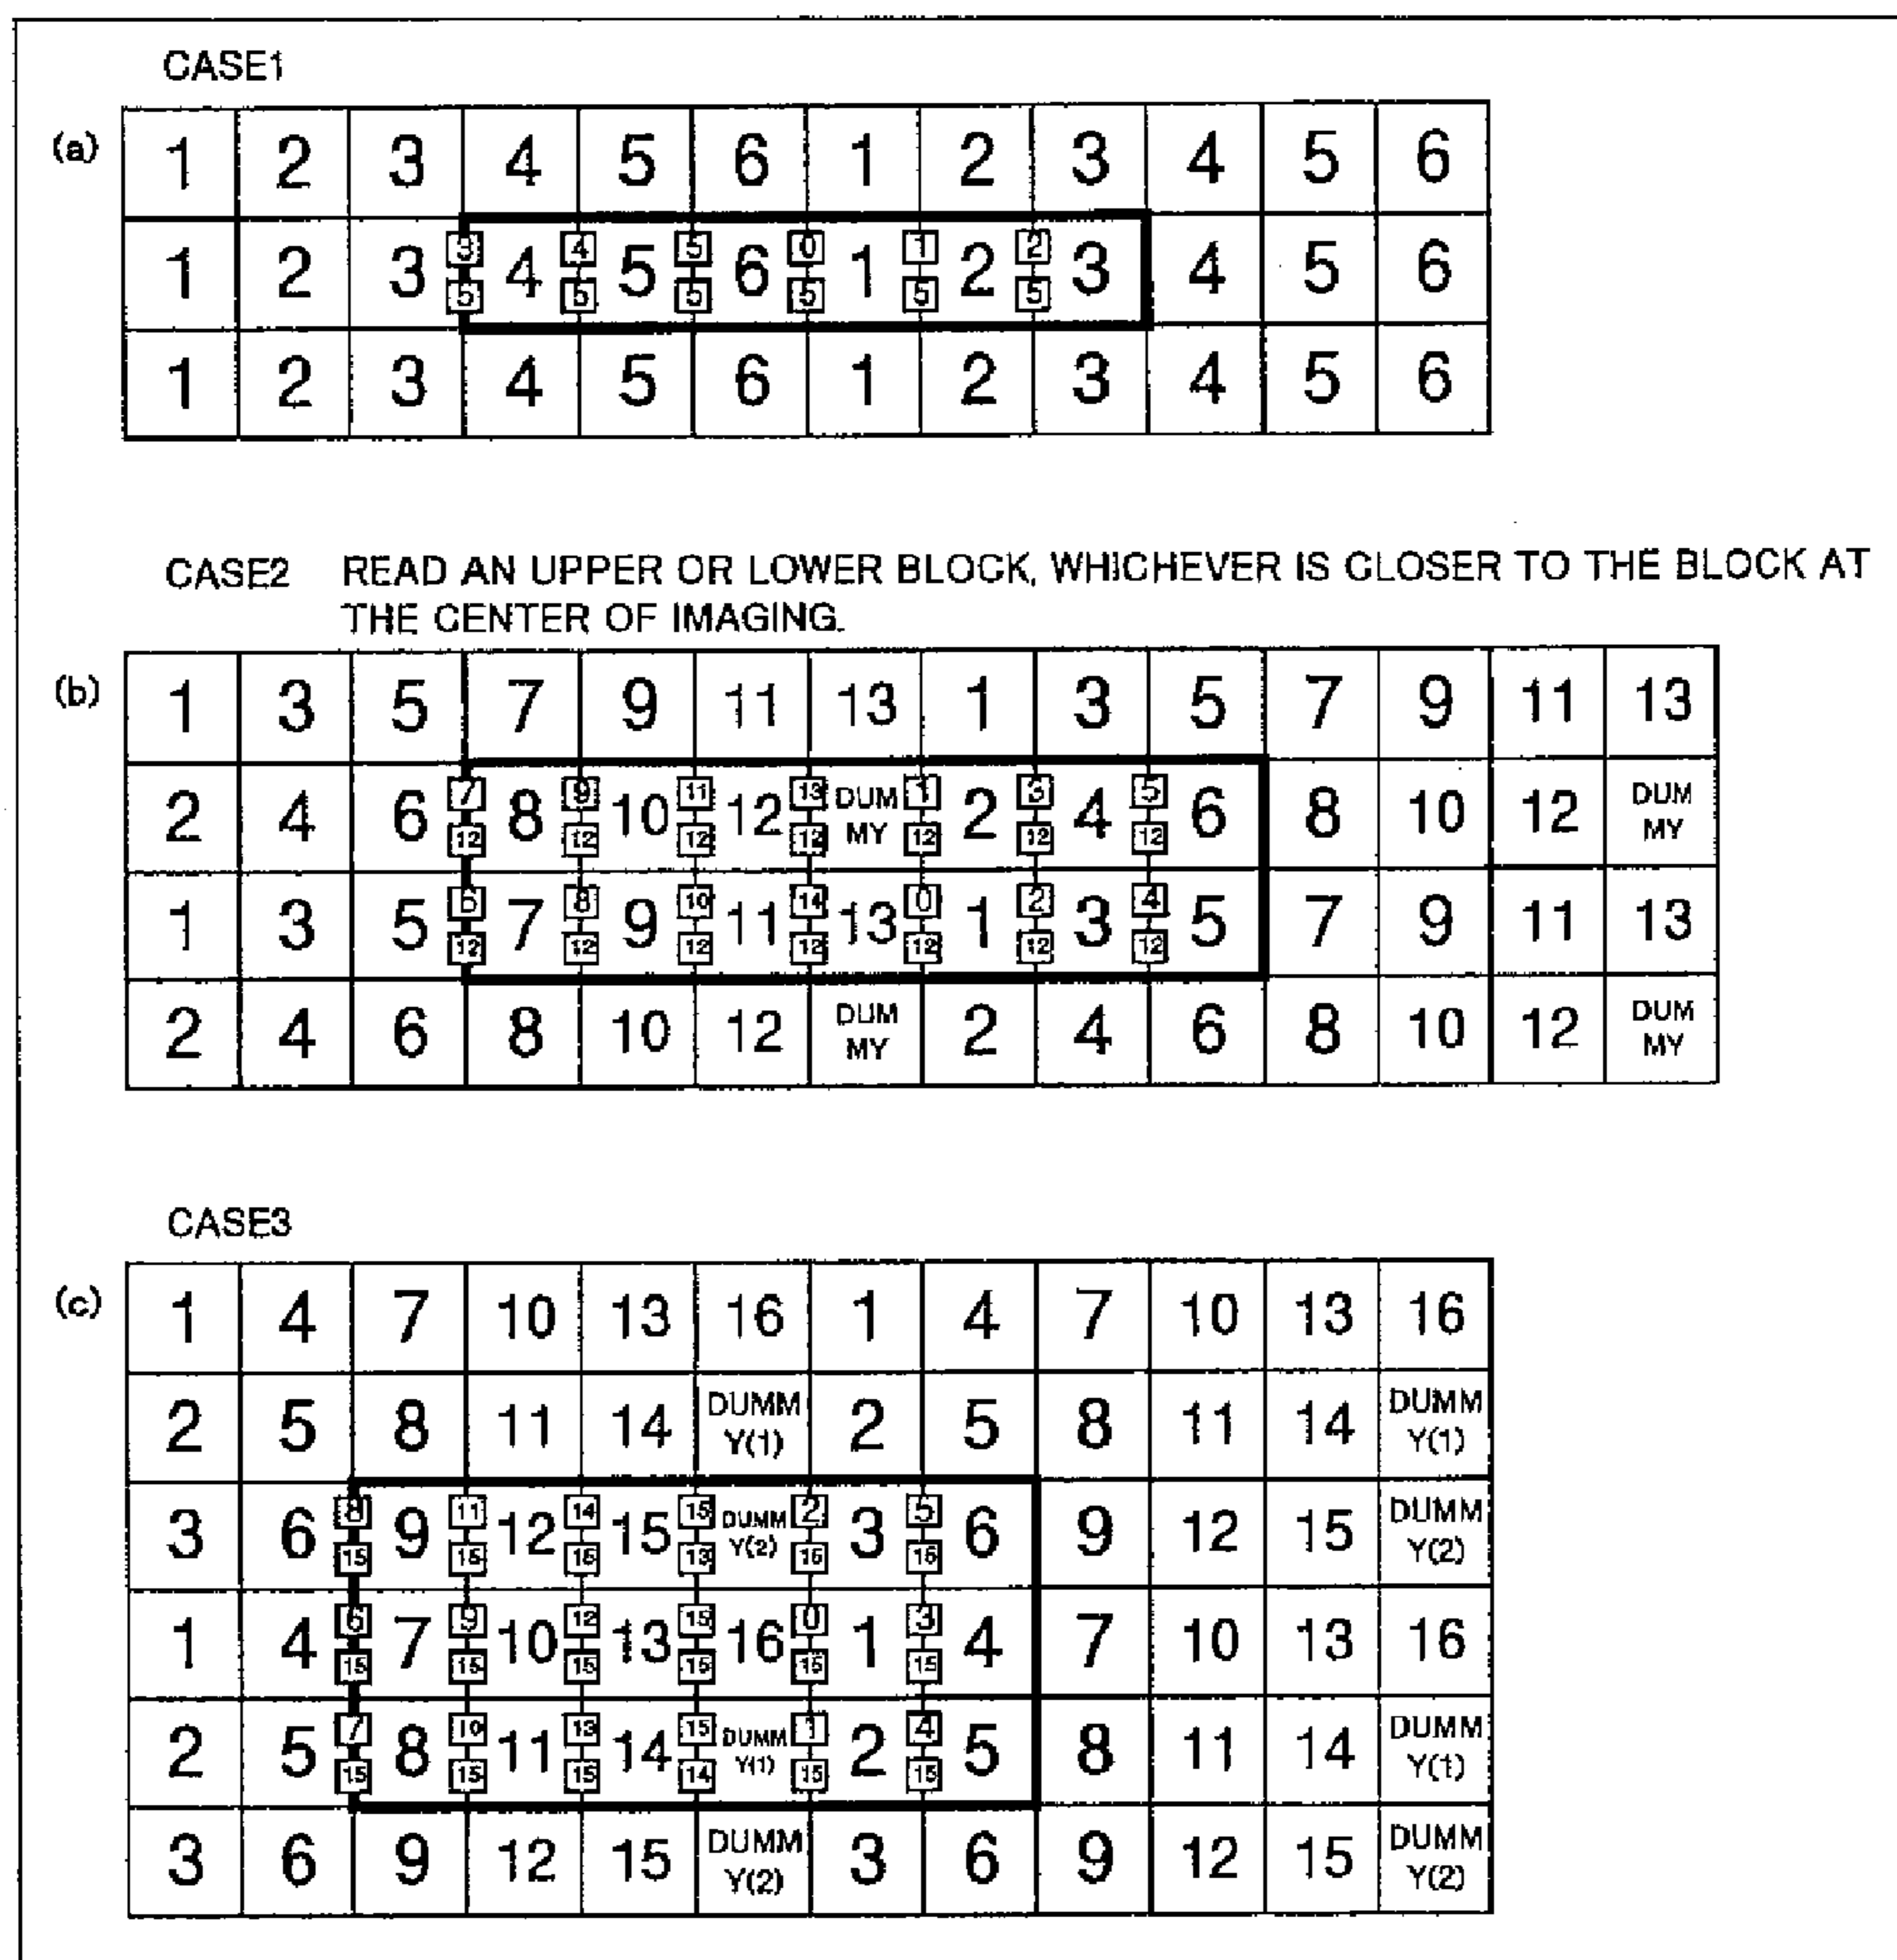 CASE1
(a) 1 2 3 4 5 6 1 2 3 4 5 6
3 4 5 0 1 2
1 2 3 4 5 6 1 2 3 4 5 6
5 5 5 5 5 5
1 2 3 4 5 6 1 2 3 4 5 6
CASE2 READ AN UPPER OR LOWER BLOCK, WHICHEVER IS CLOSER TO THE BLOCK AT
THE CENTER OF IMAGING.
(b) 1 3 5 7 9 11 13 1 3 5 7 9 11 13
7 9 11 13 1 3 5
2 4 6 8 10 12 DUM MY 2 4 6 8 10 12 DUM MY
12 12 12 12 12 12 12
8 10 14 0 2 4
1 3 5 7 9 11 13 1 3 5 7 9 11 13
12 12 12 12 12 12 12
2 4 6 8 10 12 DUM MY 2 4 6 8 10 12 DUM MY
CASE3
(c) 1 4 7 10 13 16 1 4 7 10 13 16
2 5 8 11 14 DUMM Y(1) 2 5 8 11 14 DUMM Y(1)
8 11 14 15 2 5
3 6 9 12 15 DUMM Y(2) 3 6 9 12 15 DUMM Y(2)
15 15 15 13 15 15
6 9 12 15 0 3
1 4 7 10 13 16 1 4 7 10 13 16
15 15 15 15 15 15
7 10 13 15 1 4
2 5 8 11 14 DUMM Y(1) 2 5 8 11 14 DUMM Y(1)
15 15 15 14 15 15
3 6 9 12 15 DUMM Y(2) 3 6 9 12 15 DUMM Y(2)